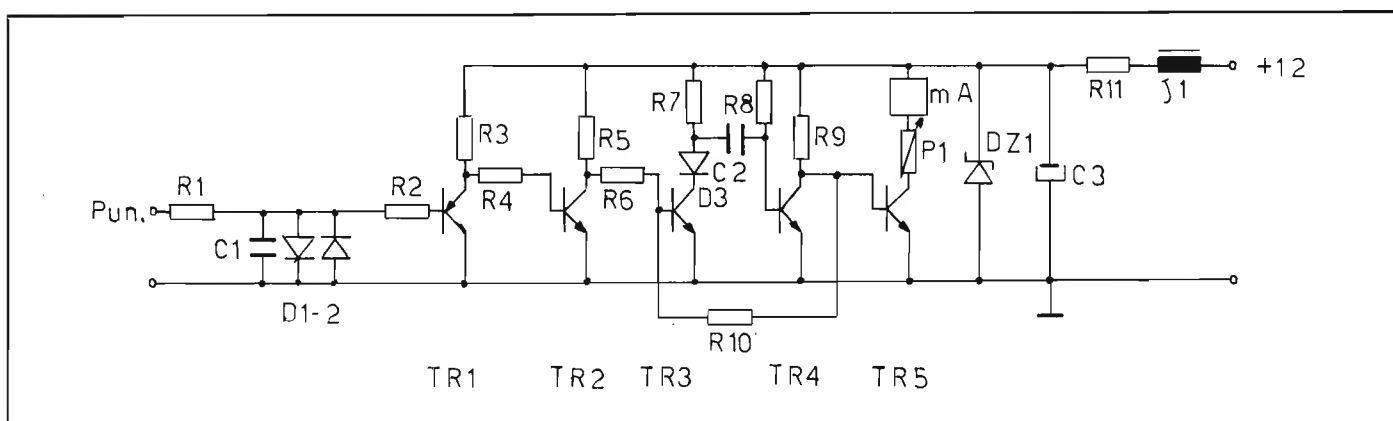 +12
R11
J1
mA
R7
R8
R3
R5
R9
P1
DZ1
C2
C3
R1
R2
R4
R6
D3
Pun.
C1
D1-2
R10
TR1 TR2 TR3 TR4 TR5